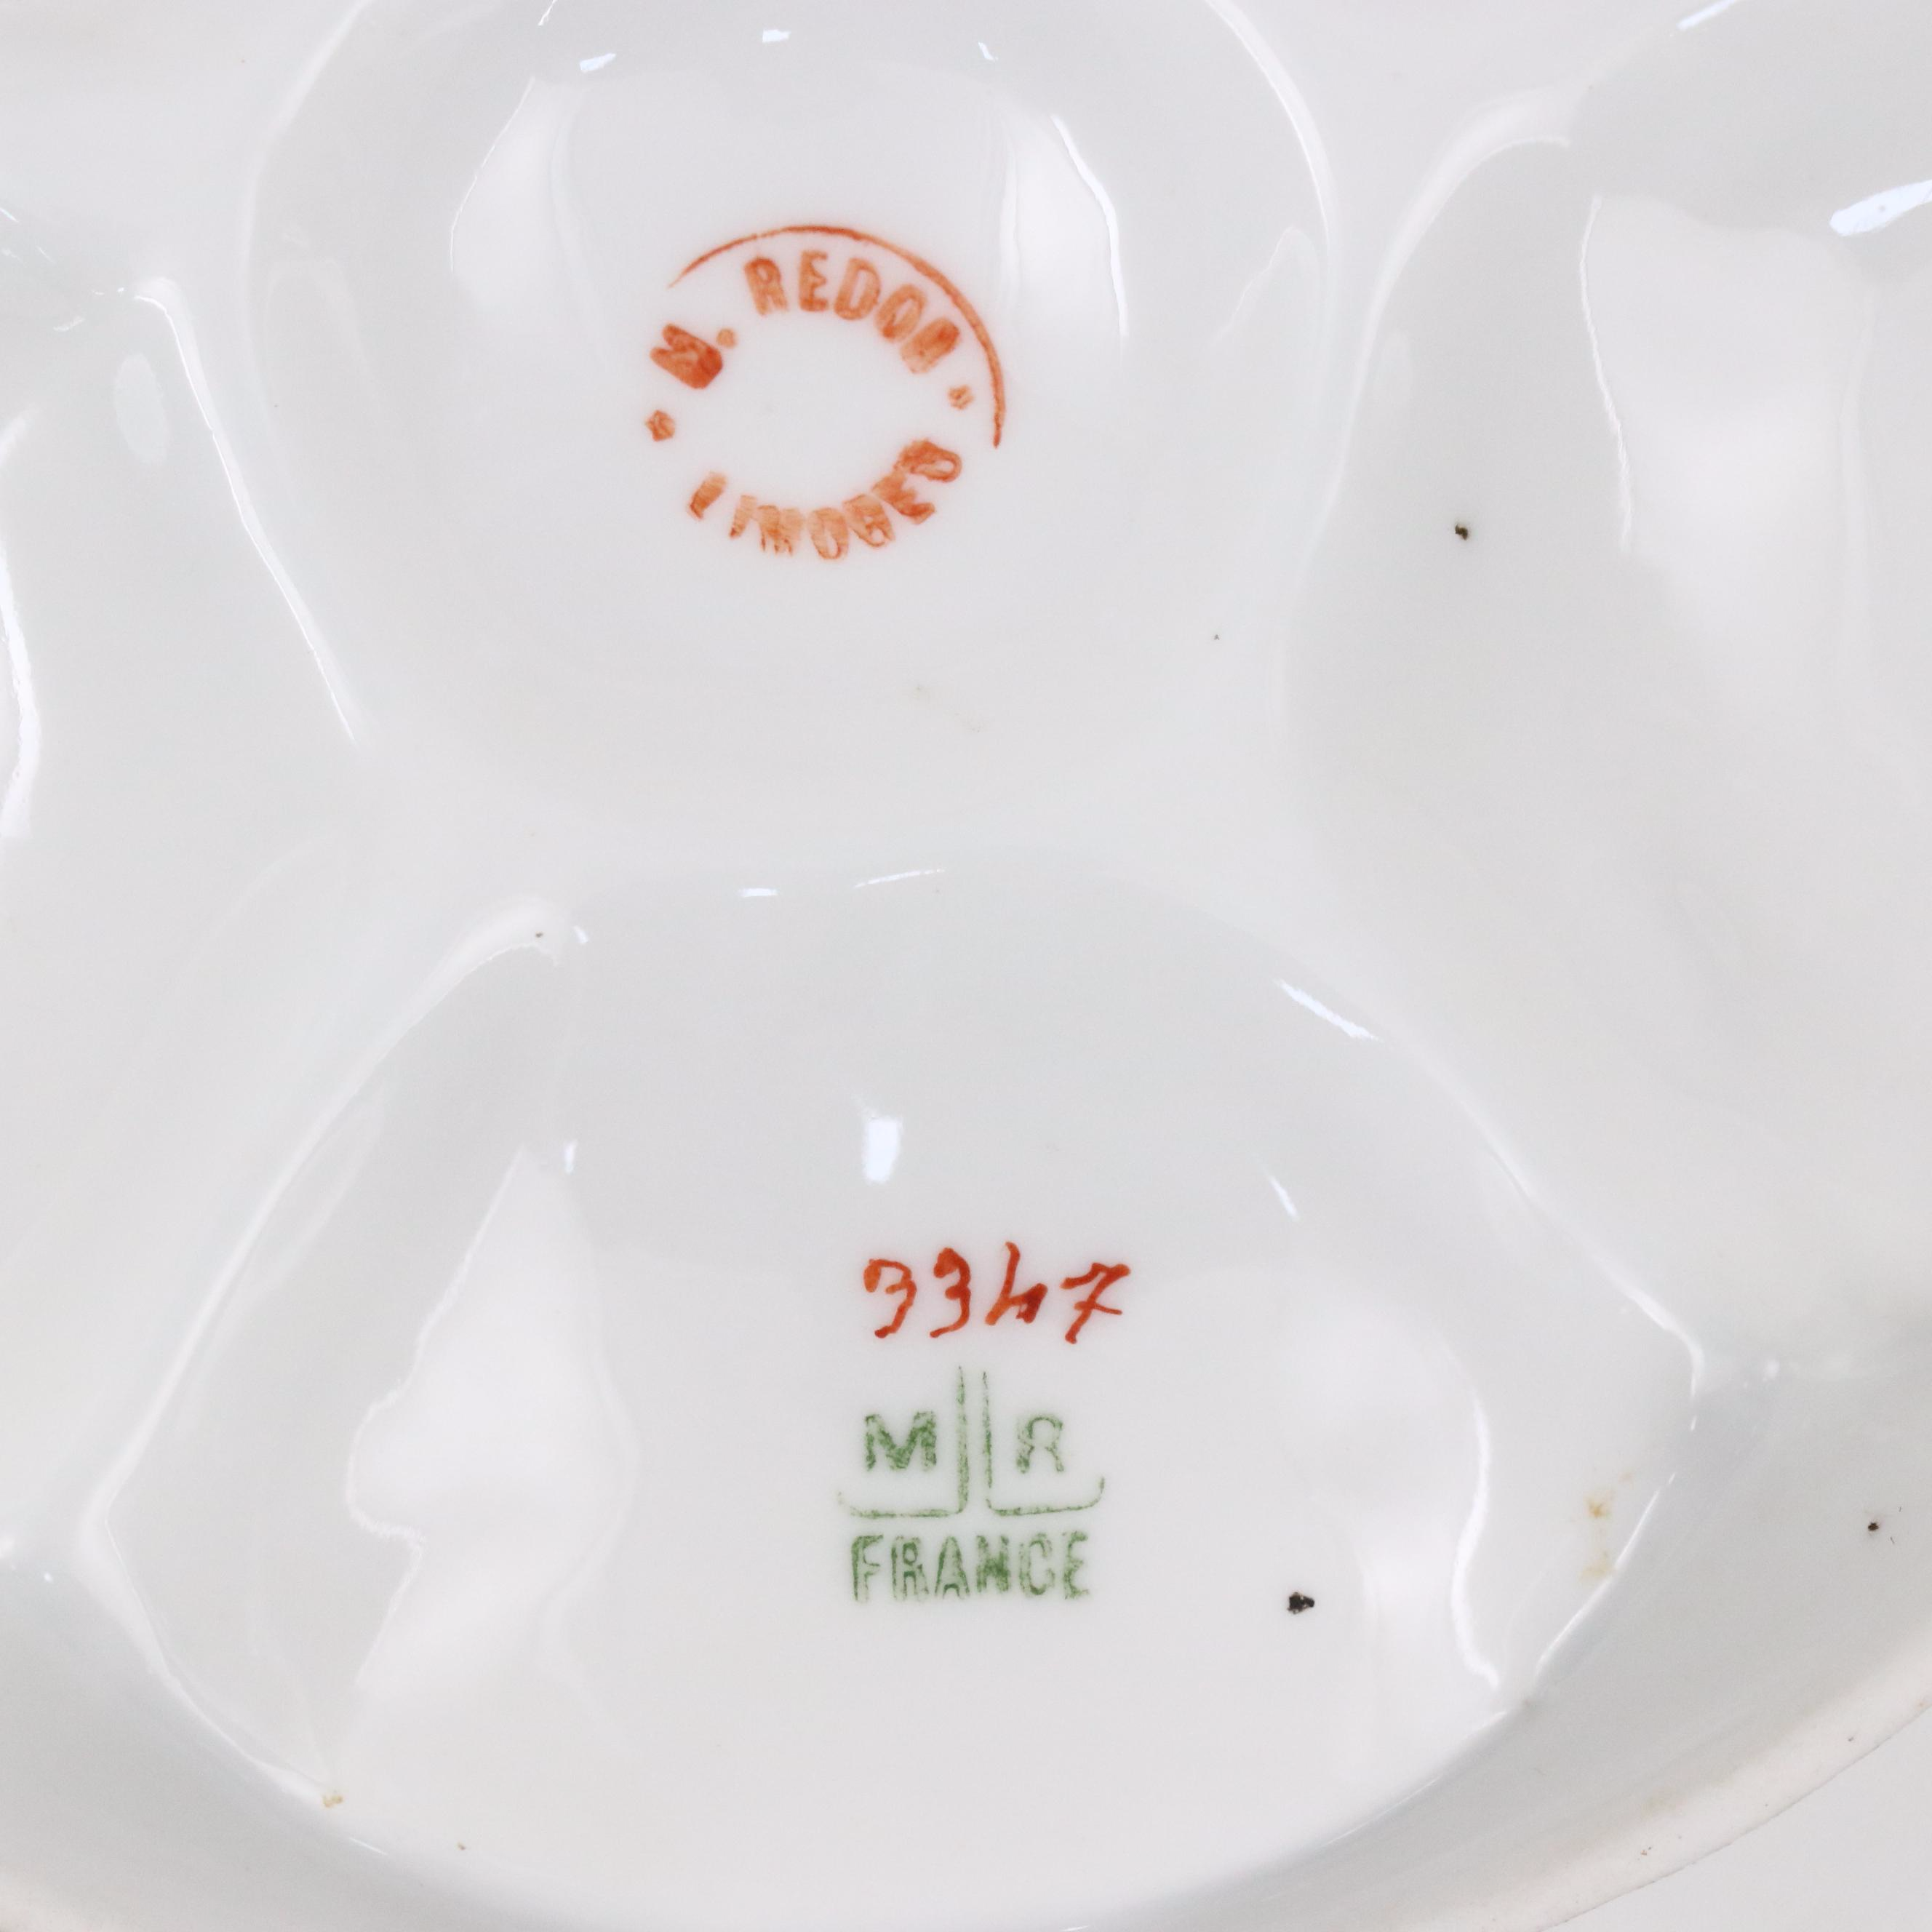 M. REDON
LIMOGES
3347
M R
FRANCE